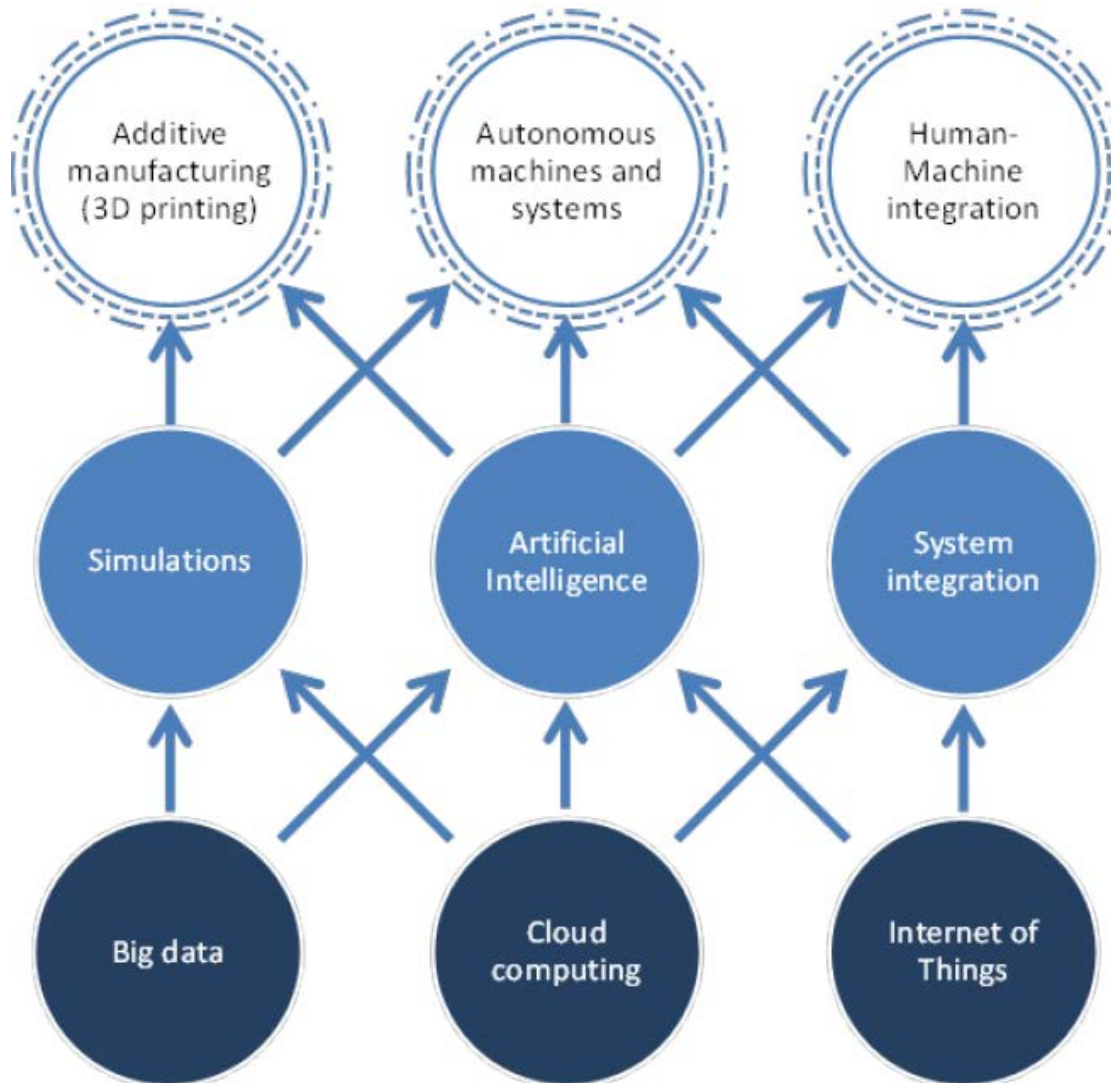 Additive
manufacturing
(3D printing)
Autonomous
machines and
systems
Human-
Machine
integration
Simulations
Artificial
Intelligence
System
integration
Big data
Cloud
computing
Internet of
Things